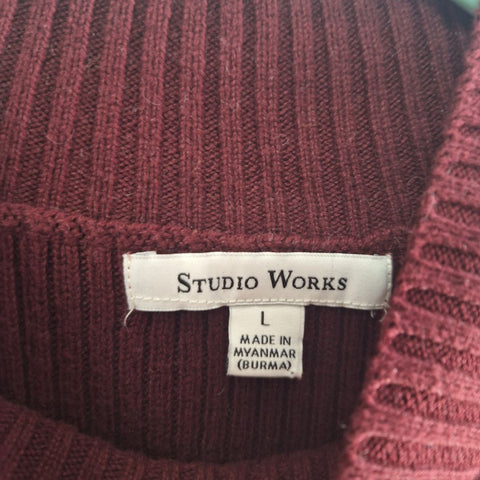 STUDIO WORKS
L
MADE IN
MYANMAR
(BURMA)